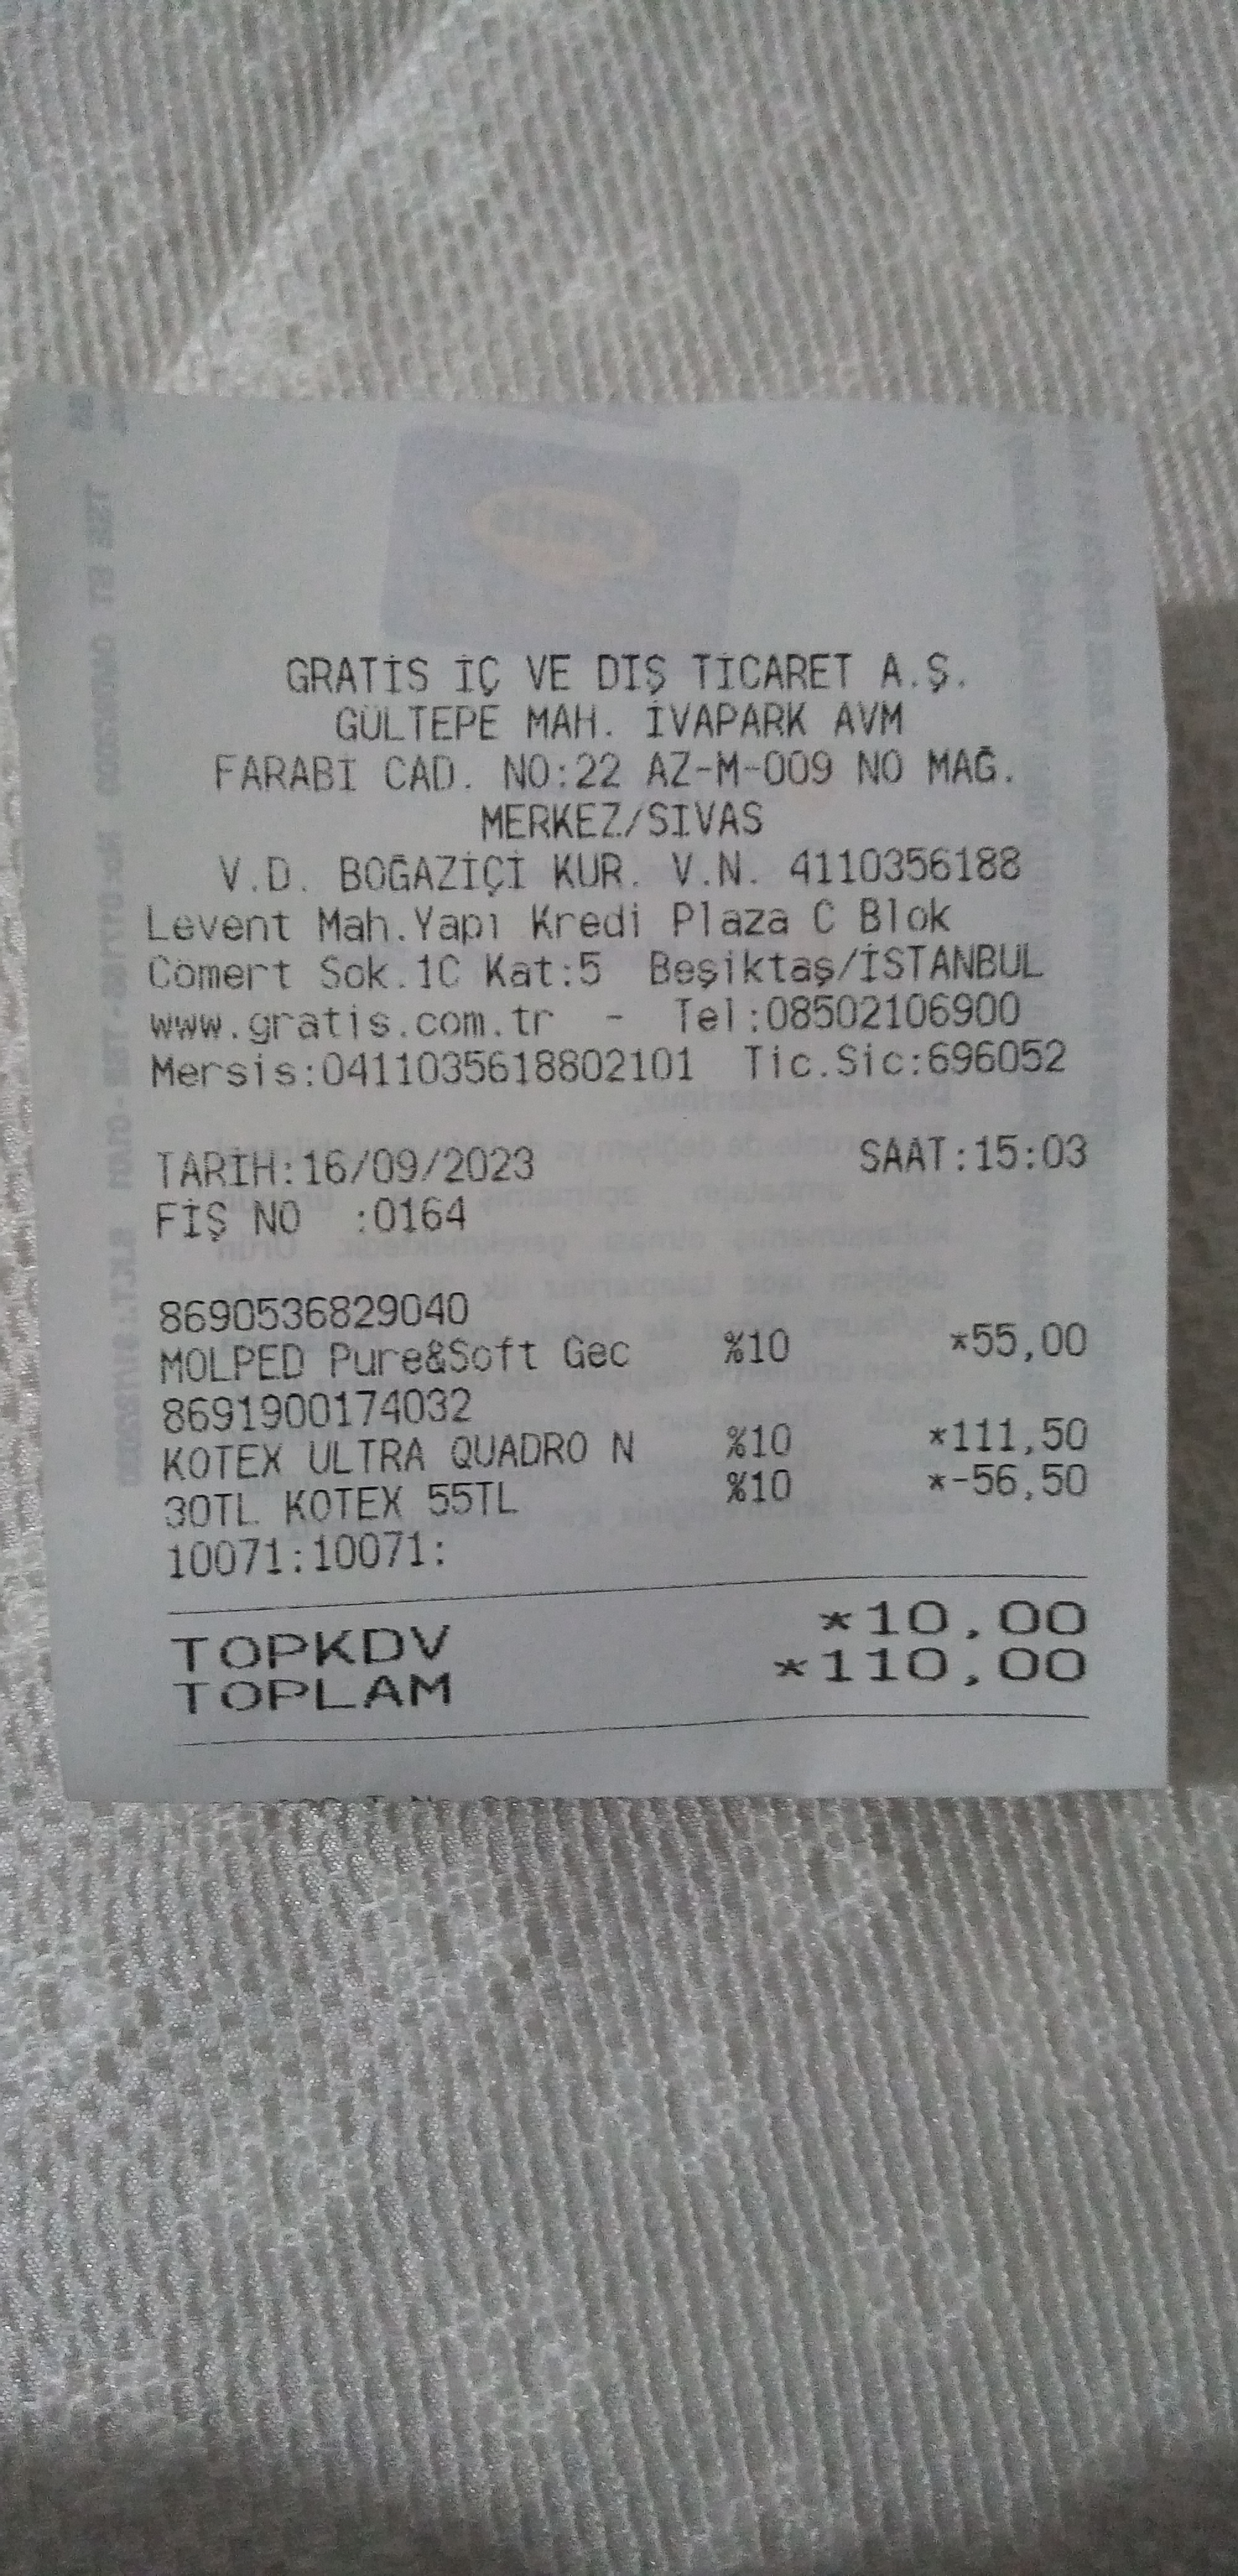 GRATİS İÇ VE DIŞ TİCARET A.Ş.
GÜLTEPE MAH. İVAPARK AVM
FARABİ CAD. NO:22 AZ-M-009 NO MAĞ.
MERKEZ/SIVAS
V.D. BOĞAZİÇİ KUR. V.N. 4110356188
Levent Mah.Yapı Kredi Plaza C Blok
Cömert Sok.1C Kat:5 Beşiktaş/İSTANBUL
www.gratis.com.tr - Tel:08502106900
Mersis:0411035618802101 Tic.Sic:696052
TARİH:16/09/2023 SAAT:15:03
FİŞ NO :0164
8690536829040
MOLPED Pure&Soft Gec %10 *55,00
8691900174032
KOTEX ULTRA QUADRO N %10 *111,50
30TL KOTEX 55TL %10 *-56,50
10071:10071:
TOPKDV *10,00
TOPLAM *110,00